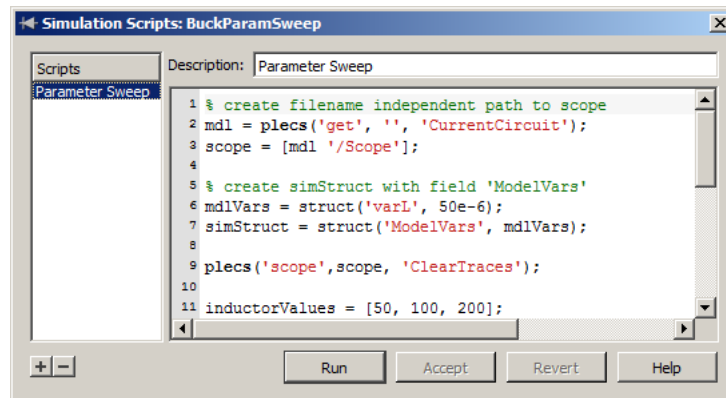 Simulation Scripts: BuckParamSweep
Scripts
Parameter Sweep
Description: Parameter Sweep
1 % create filename independent path to scope
2 mdl = plecs('get', '', 'CurrentCircuit');
3 scope = [mdl '/Scope'];
4
5 % create simStruct with field 'ModelVars'
6 mdlVars = struct('varL', 50e-6);
7 simStruct = struct('ModelVars', mdlVars);
8
9 plecs('scope',scope, 'ClearTraces');
10
11 inductorValues = [50, 100, 200];
Run Accept Revert Help